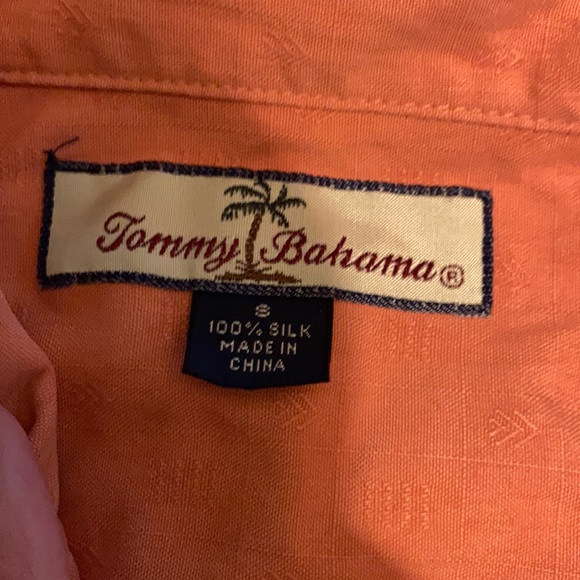 Tommy Bahama®
S
100% SILK
MADE IN
CHINA